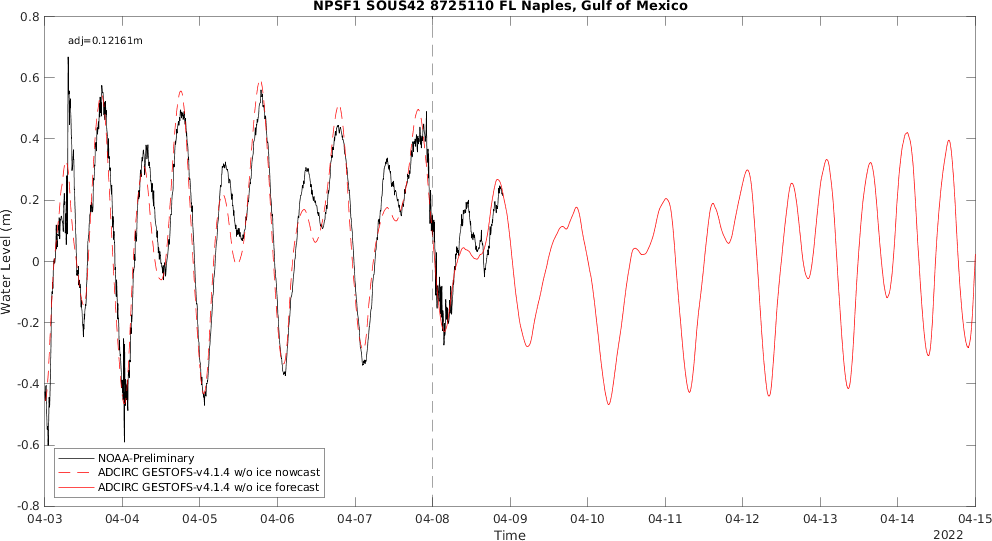 NPSF1 SOUS42 8725110 FL Naples, Gulf of Mexico
adj=0.12161m
0.8
0.6
0.4
0.2
0
-0.2
-0.4
-0.6
-0.8
Water Level (m)
NOAA-Preliminary
ADCIRC GESTOFS-v4.1.4 w/o ice nowcast
ADCIRC GESTOFS-v4.1.4 w/o ice forecast
04-03 04-04 04-05 04-06 04-07 04-08 04-09 04-10 04-11 04-12 04-13 04-14 04-15
Time
2022